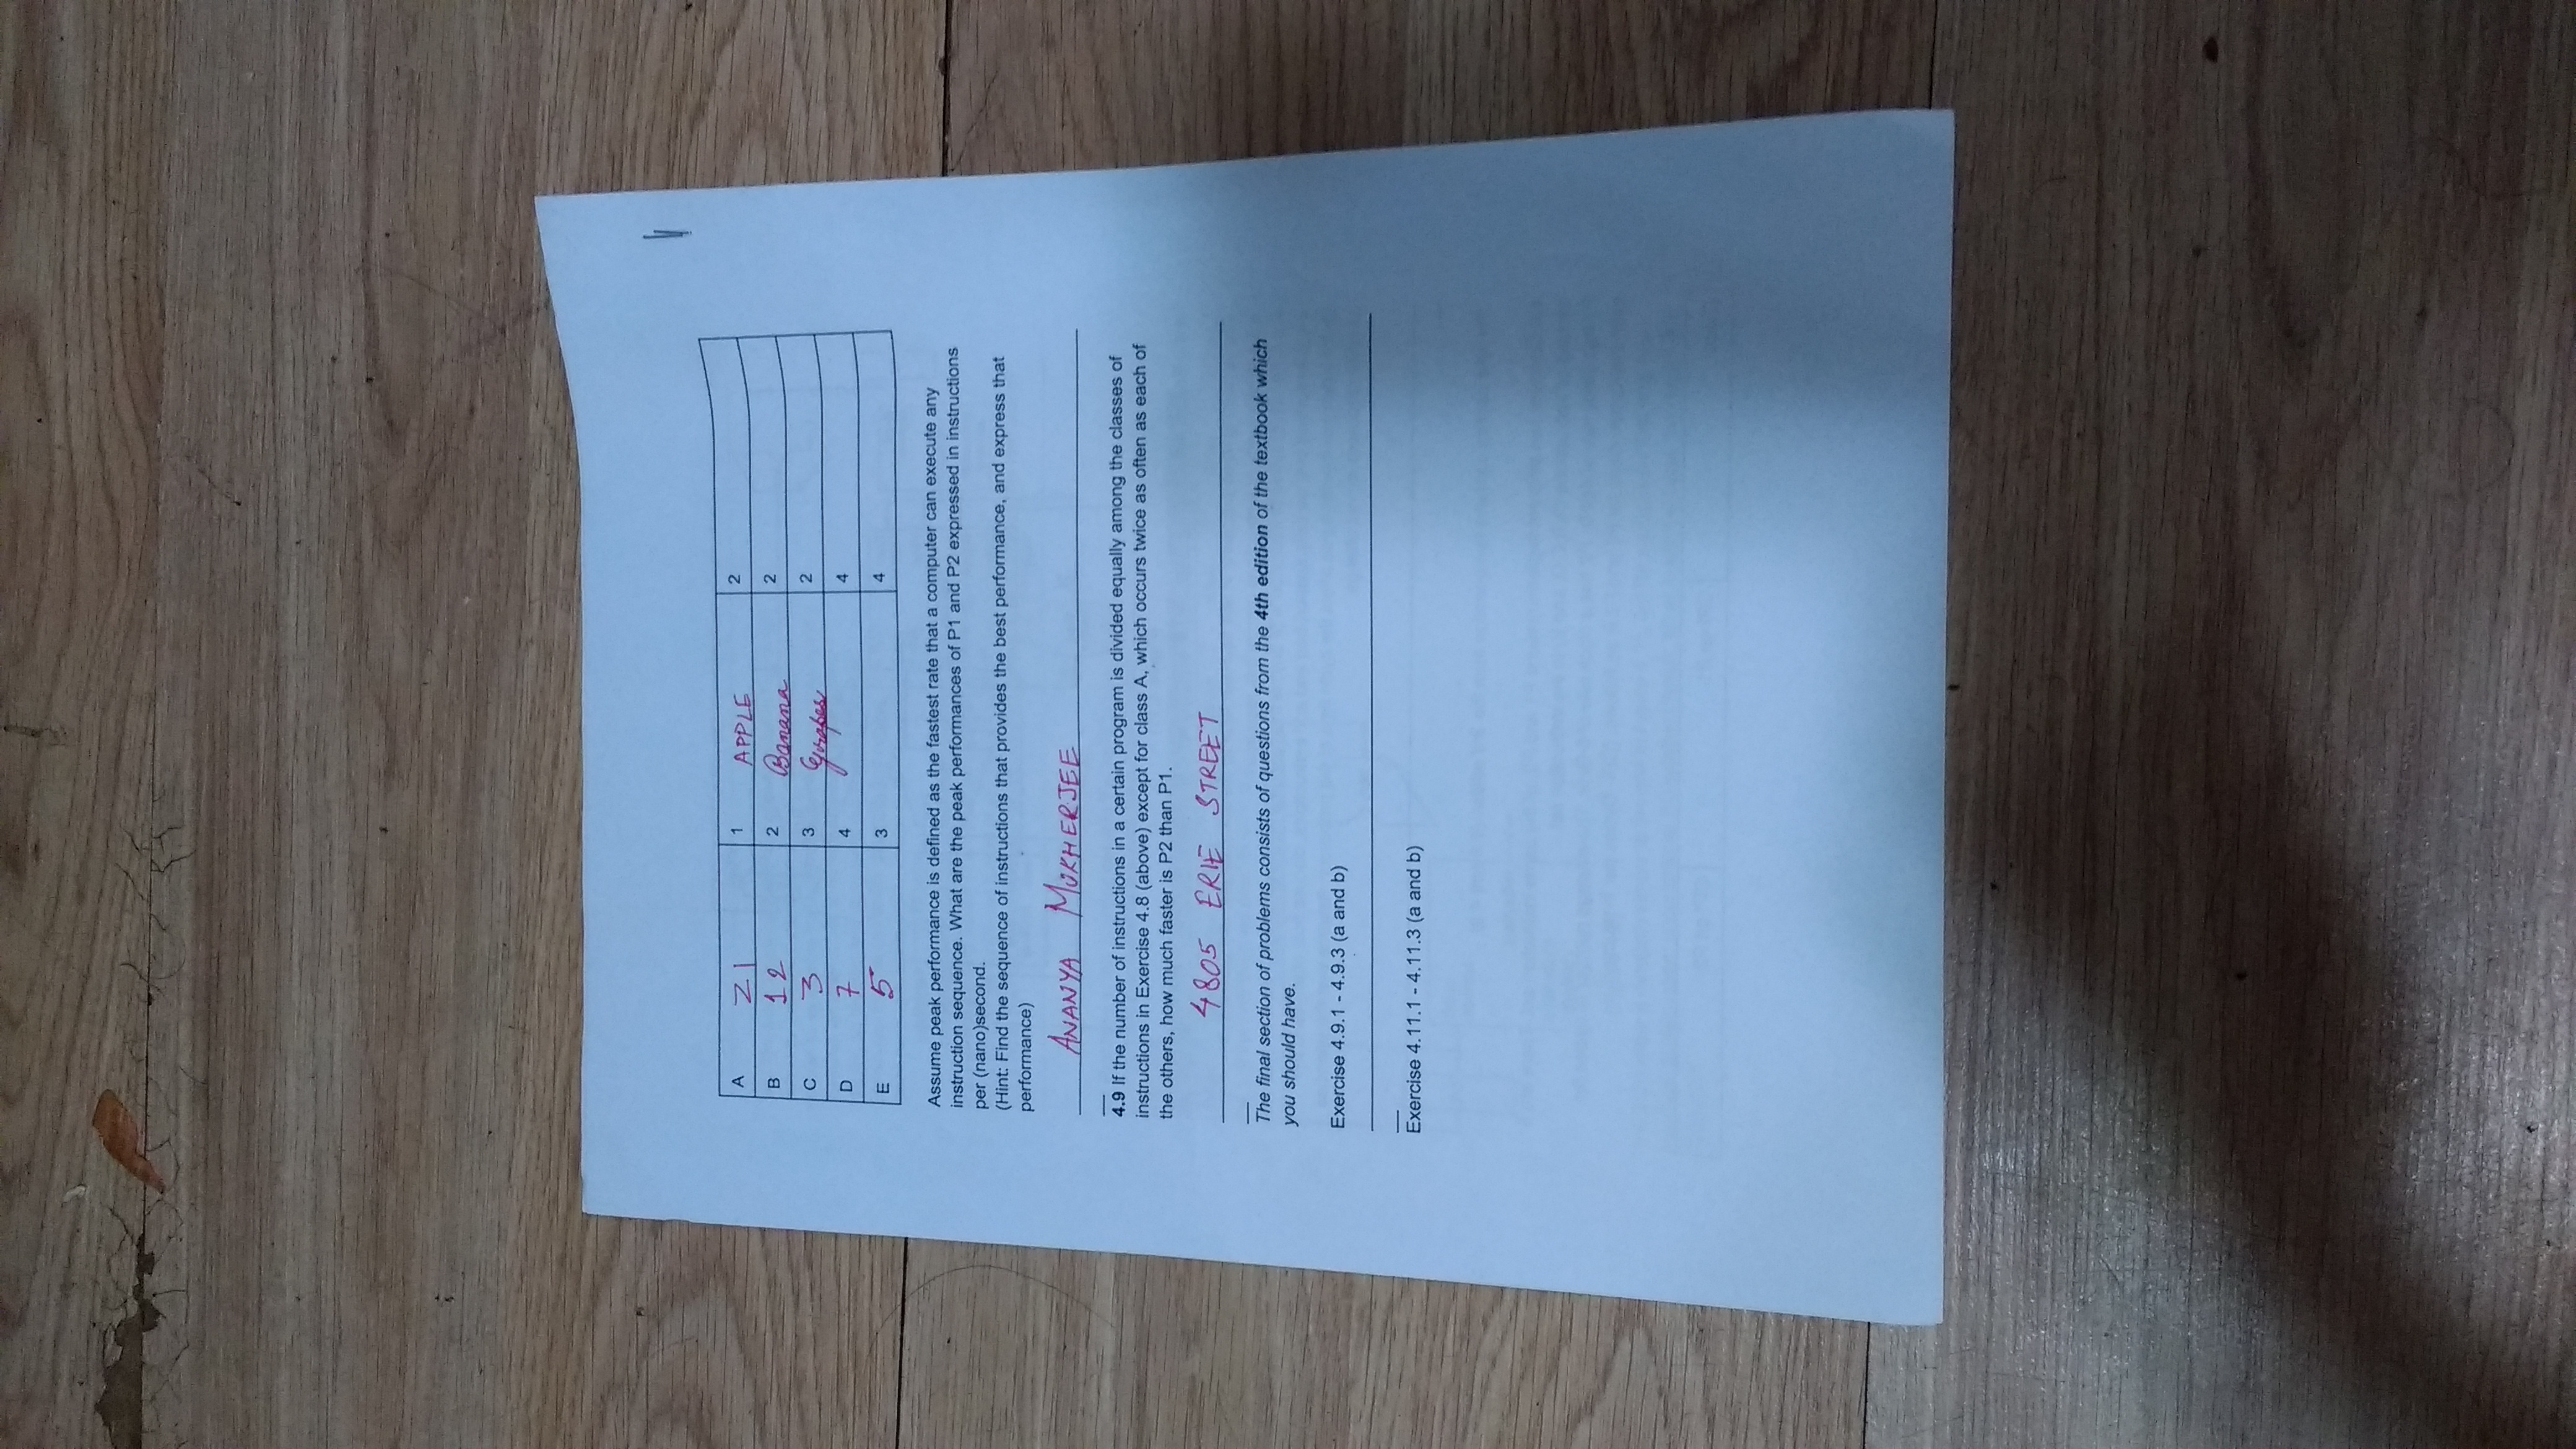 A 21 1 APPLE 2
B 12 2 Banana 2
C 3 3 Grapes 2
D 7 4 4
E 5 3 4
Assume peak performance is defined as the fastest rate that a computer can execute any
instruction sequence. What are the peak performances of P1 and P2 expressed in instructions
per (nano)second.
(Hint: Find the sequence of instructions that provides the best performance, and express that
performance)
ANANYA MUKHERJEE
4.9 If the number of instructions in a certain program is divided equally among the classes of
instructions in Exercise 4.8 (above) except for class A, which occurs twice as often as each of
the others, how much faster is P2 than P1.
4805 ERIE STREET
The final section of problems consists of questions from the 4th edition of the textbook which
you should have.
Exercise 4.9.1 - 4.9.3 (a and b)
Exercise 4.11.1 - 4.11.3 (a and b)